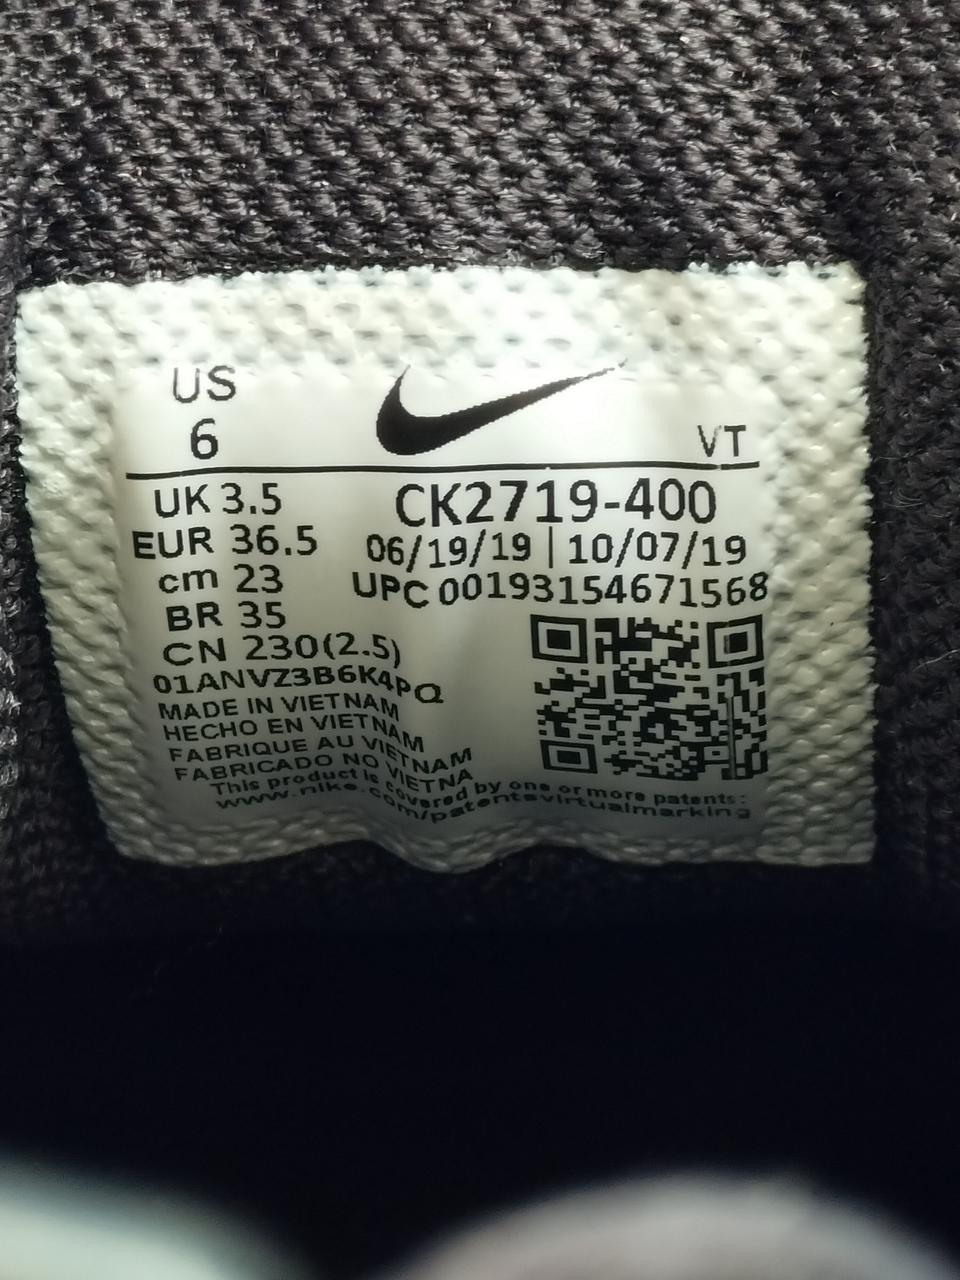 US
6
VT
UK 3.5
EUR 36.5
cm 23
BR 35
CN 230(2.5)
CK2719-400
06/19/19 | 10/07/19
UPC 00193154671568
01ANVZ3B6K4PQ
MADE IN VIETNAM
HECHO EN VIETNAM
FABRIQUE AU VIETNAM
FABRICADO NO VIETNA
This product is covered by one or more patents:
www.nike.com/patentsvirtualmarking